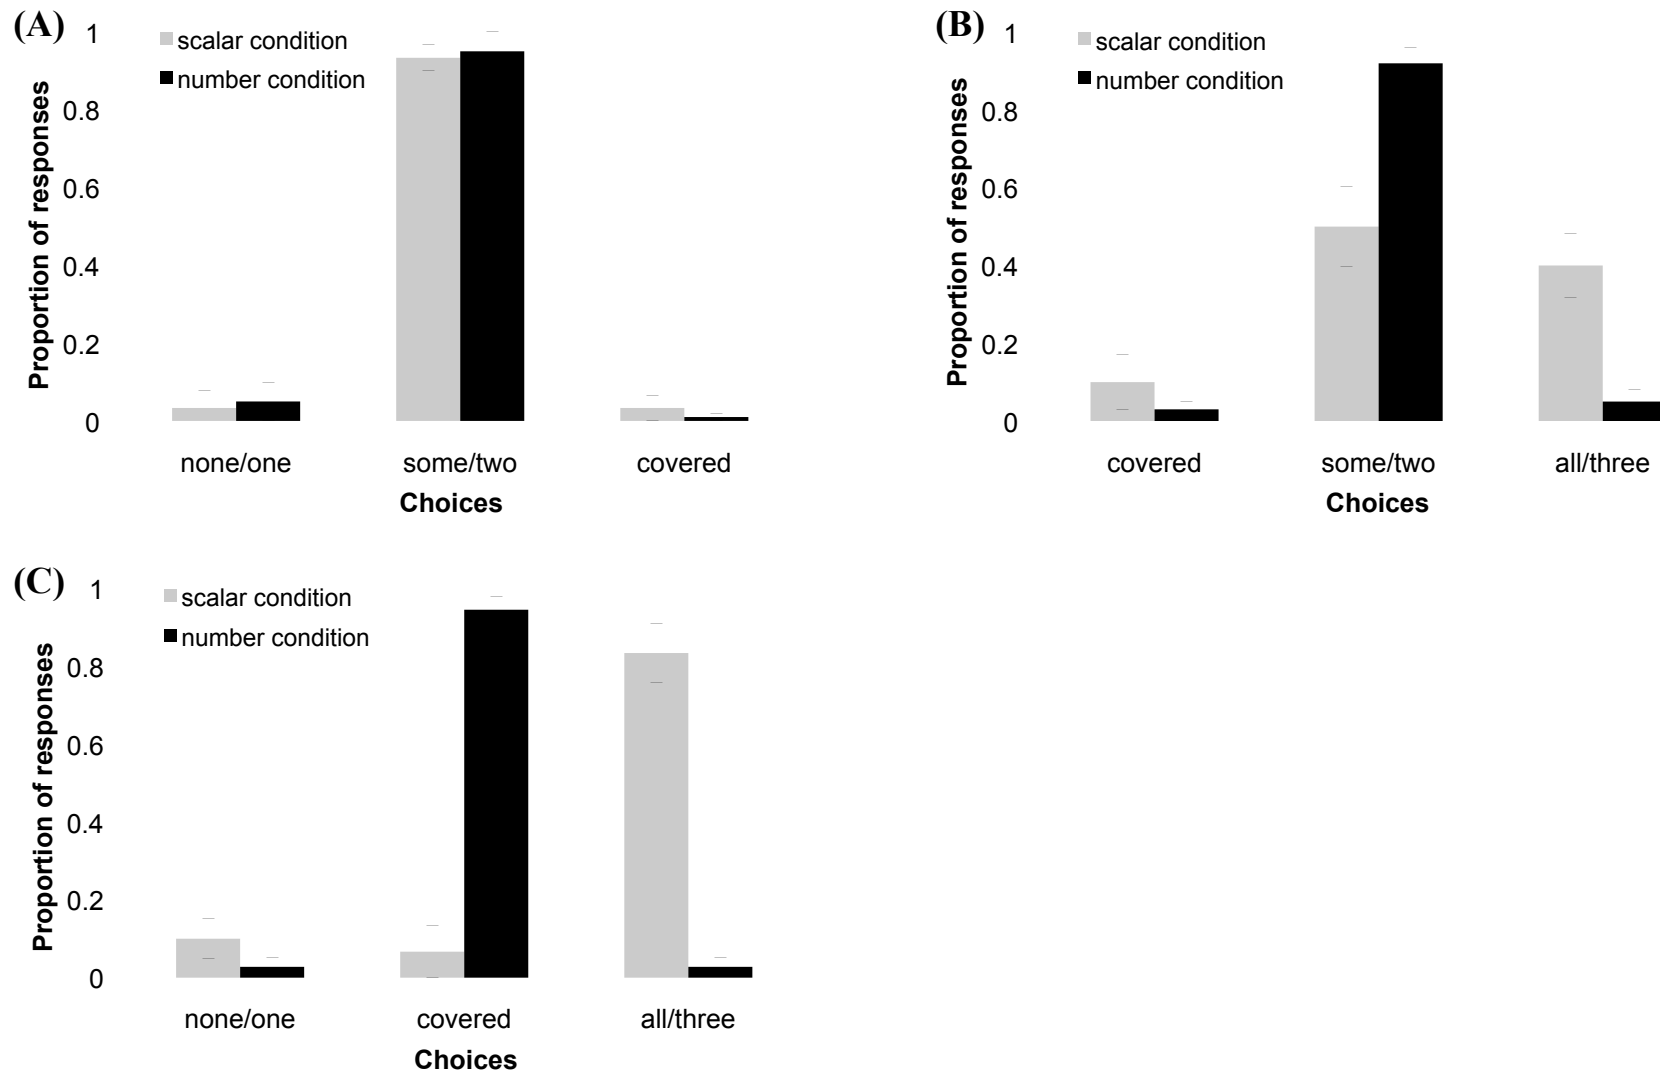 (A)
scalar condition
number condition
Proportion of responses
1
0.8
0.6
0.4
0.2
0
none/one some/two covered
Choices
(B)
scalar condition
number condition
Proportion of responses
1
0.8
0.6
0.4
0.2
0
covered some/two all/three
Choices
(C)
scalar condition
number condition
Proportion of responses
1
0.8
0.6
0.4
0.2
0
none/one covered all/three
Choices